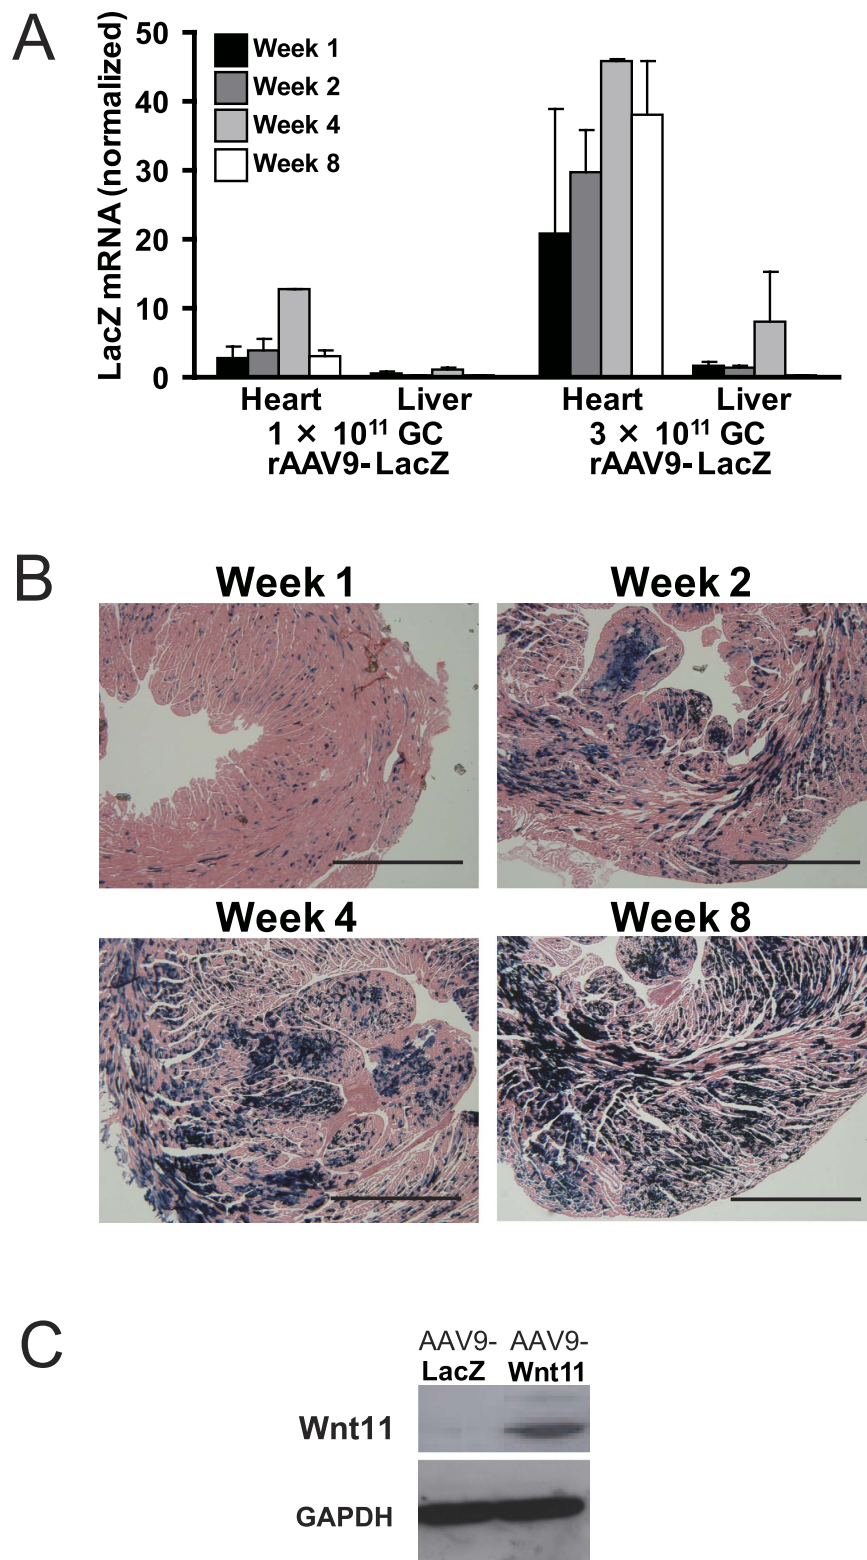 A
LacZ mRNA (normalized)
50
40
30
20
10
0
Week 1
Week 2
Week 4
Week 8
Heart Liver Heart Liver
1 × 10¹¹ GC 3 × 10¹¹ GC
rAAV9-LacZ rAAV9-LacZ
B
Week 1 Week 2
Week 4 Week 8
C
AAV9- AAV9-
LacZ Wnt11
Wnt11
GAPDH